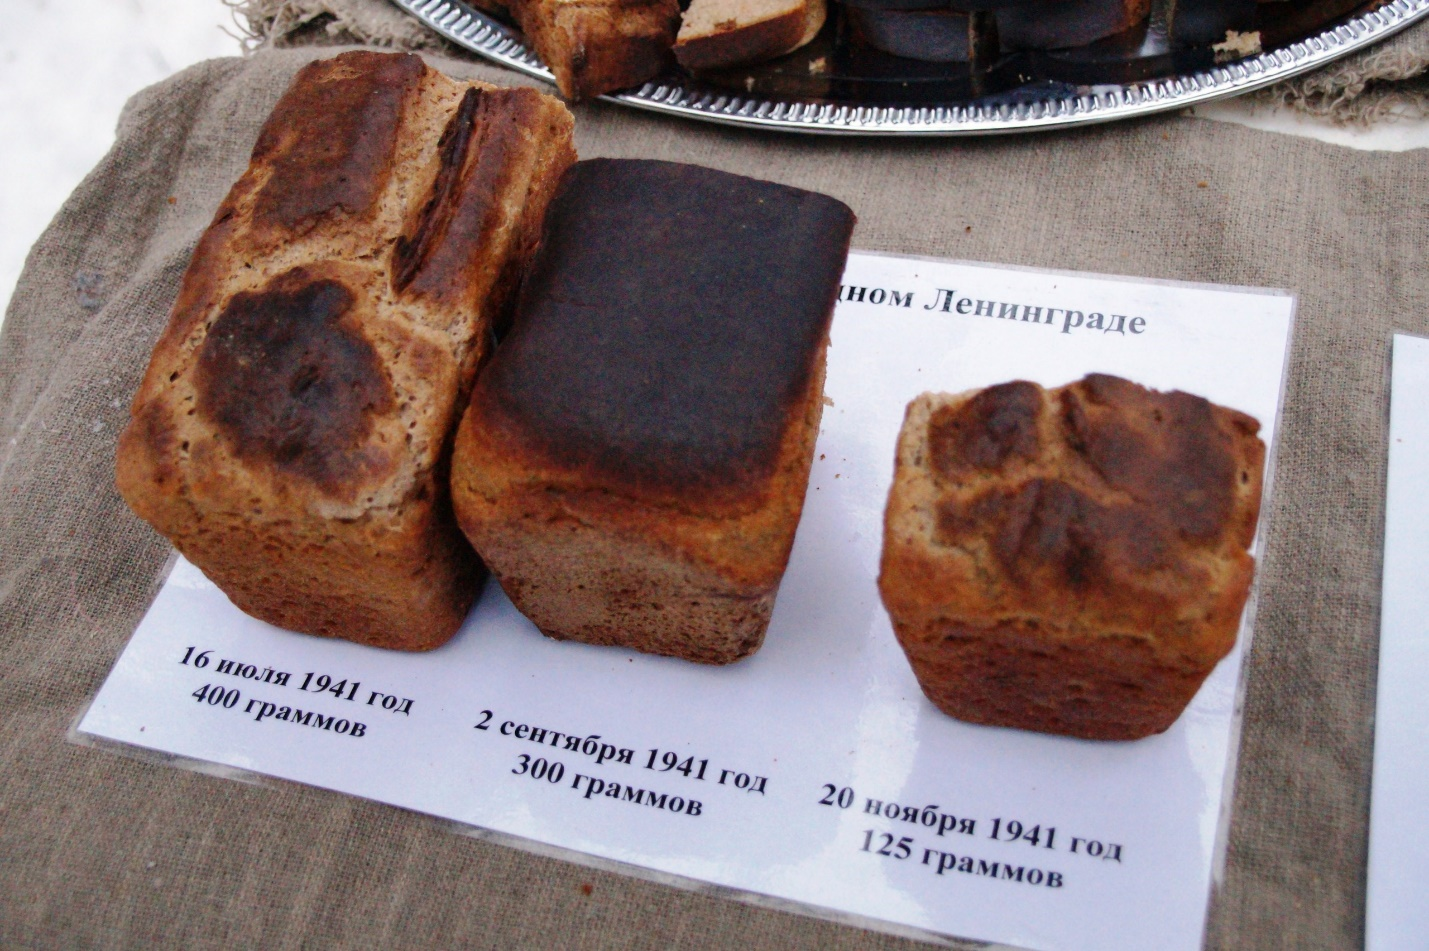 Ленинграде
16 июля 1941 год
400 граммов
2 сентября 1941 год
300 граммов
20 ноября 1941 год
125 граммов